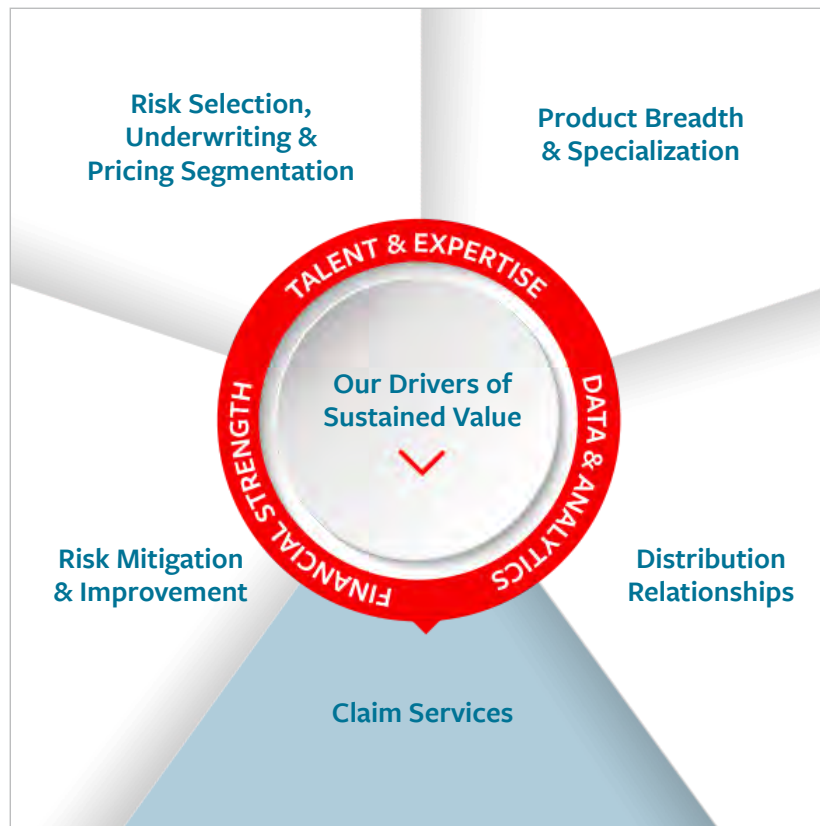 Risk Selection,
Underwriting &
Pricing Segmentation
Product Breadth
& Specialization
TALENT & EXPERTISE
DATA & ANALYTICS
FINANCIAL STRENGTH
Our Drivers of
Sustained Value
Risk Mitigation
& Improvement
Distribution
Relationships
Claim Services